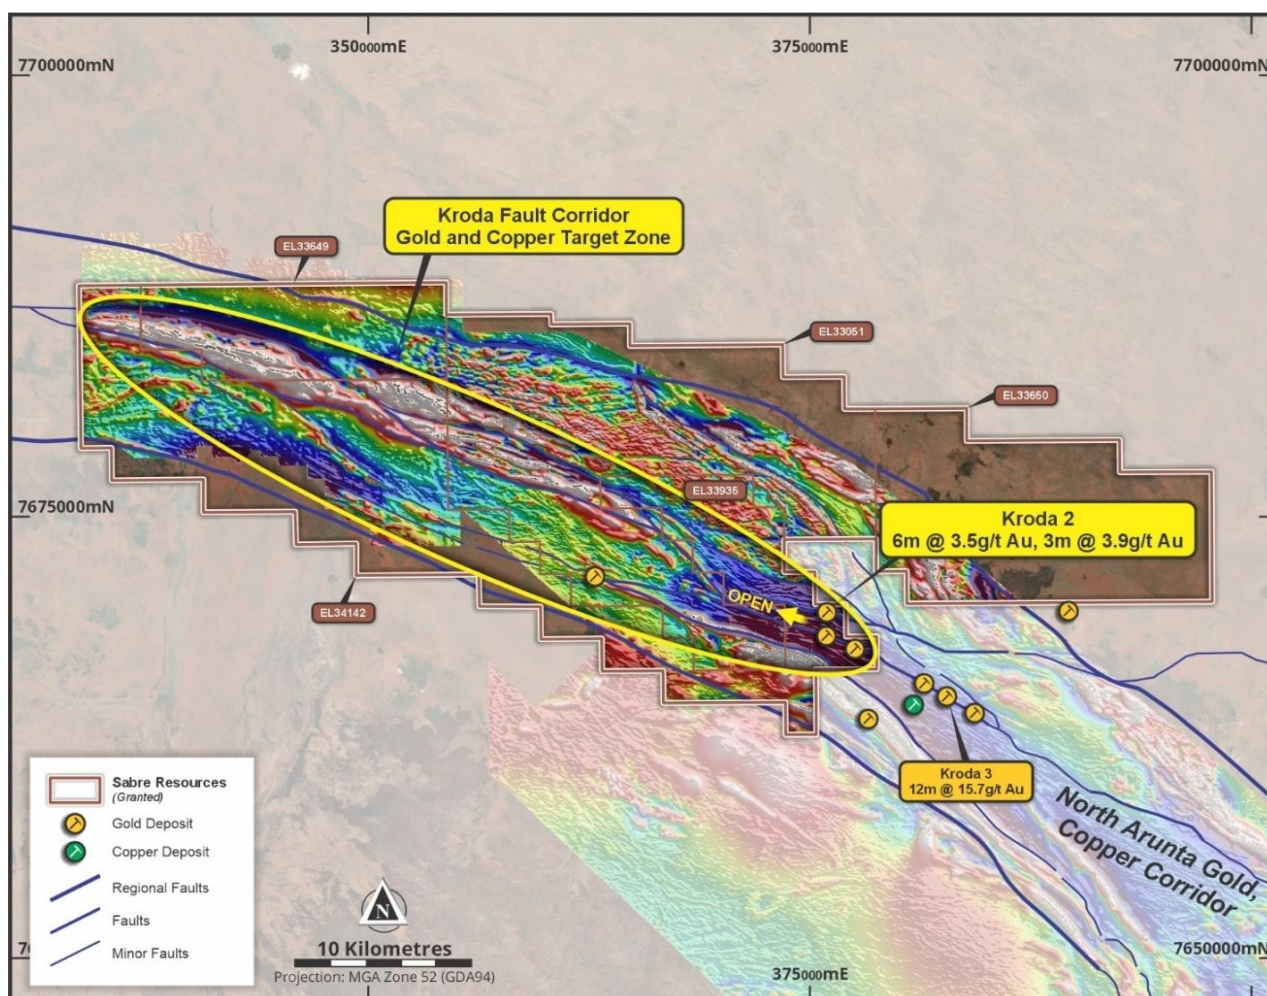 350000mE
375000mE
7700000mN
7700000mN
Kroda Fault Corridor
Gold and Copper Target Zone
EL33649
EL33051
EL33650
EL33935
7675000mN
Kroda 2
6m @ 3.5g/t Au, 3m @ 3.9g/t Au
OPEN
EL34142
Kroda 3
12m @ 15.7g/t Au
North Arunta Gold,
Copper Corridor
Sabre Resources
(Granted)
Gold Deposit
Copper Deposit
Regional Faults
Faults
Minor Faults
N
10 Kilometres
Projection: MGA Zone 52 (GDA94)
375000mE
7650000mN